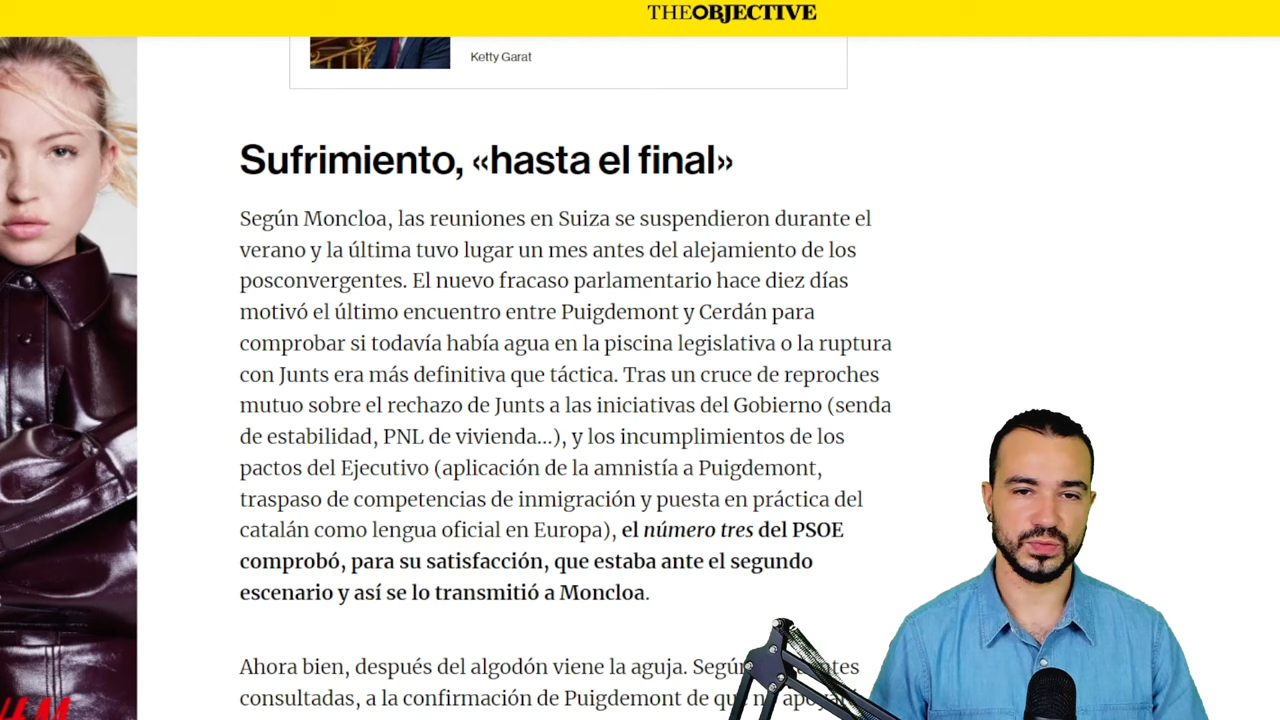 THEOBJECTIVE
Ketty Garat
Sufrimiento, «hasta el final»
Según Moncloa, las reuniones en Suiza se suspendieron durante el
verano y la última tuvo lugar un mes antes del alejamiento de los
posconvergentes. El nuevo fracaso parlamentario hace diez días
motivó el último encuentro entre Puigdemont y Cerdán para
comprobar si todavía había agua en la piscina legislativa o la ruptura
con Junts era más definitiva que táctica. Tras un cruce de reproches
mutuo sobre el rechazo de Junts a las iniciativas del Gobierno (senda
de estabilidad, PNL de vivienda...), y los incumplimientos de los
pactos del Ejecutivo (aplicación de la amnistía a Puigdemont,
traspaso de competencias de inmigración y puesta en práctica del
catalán como lengua oficial en Europa), el número tres del PSOE
comprobó, para su satisfacción, que estaba ante el segundo
escenario y así se lo transmitió a Moncloa.
Ahora bien, después del algodón viene la aguja.
consultadas, a la confirmación de Puigdemont de